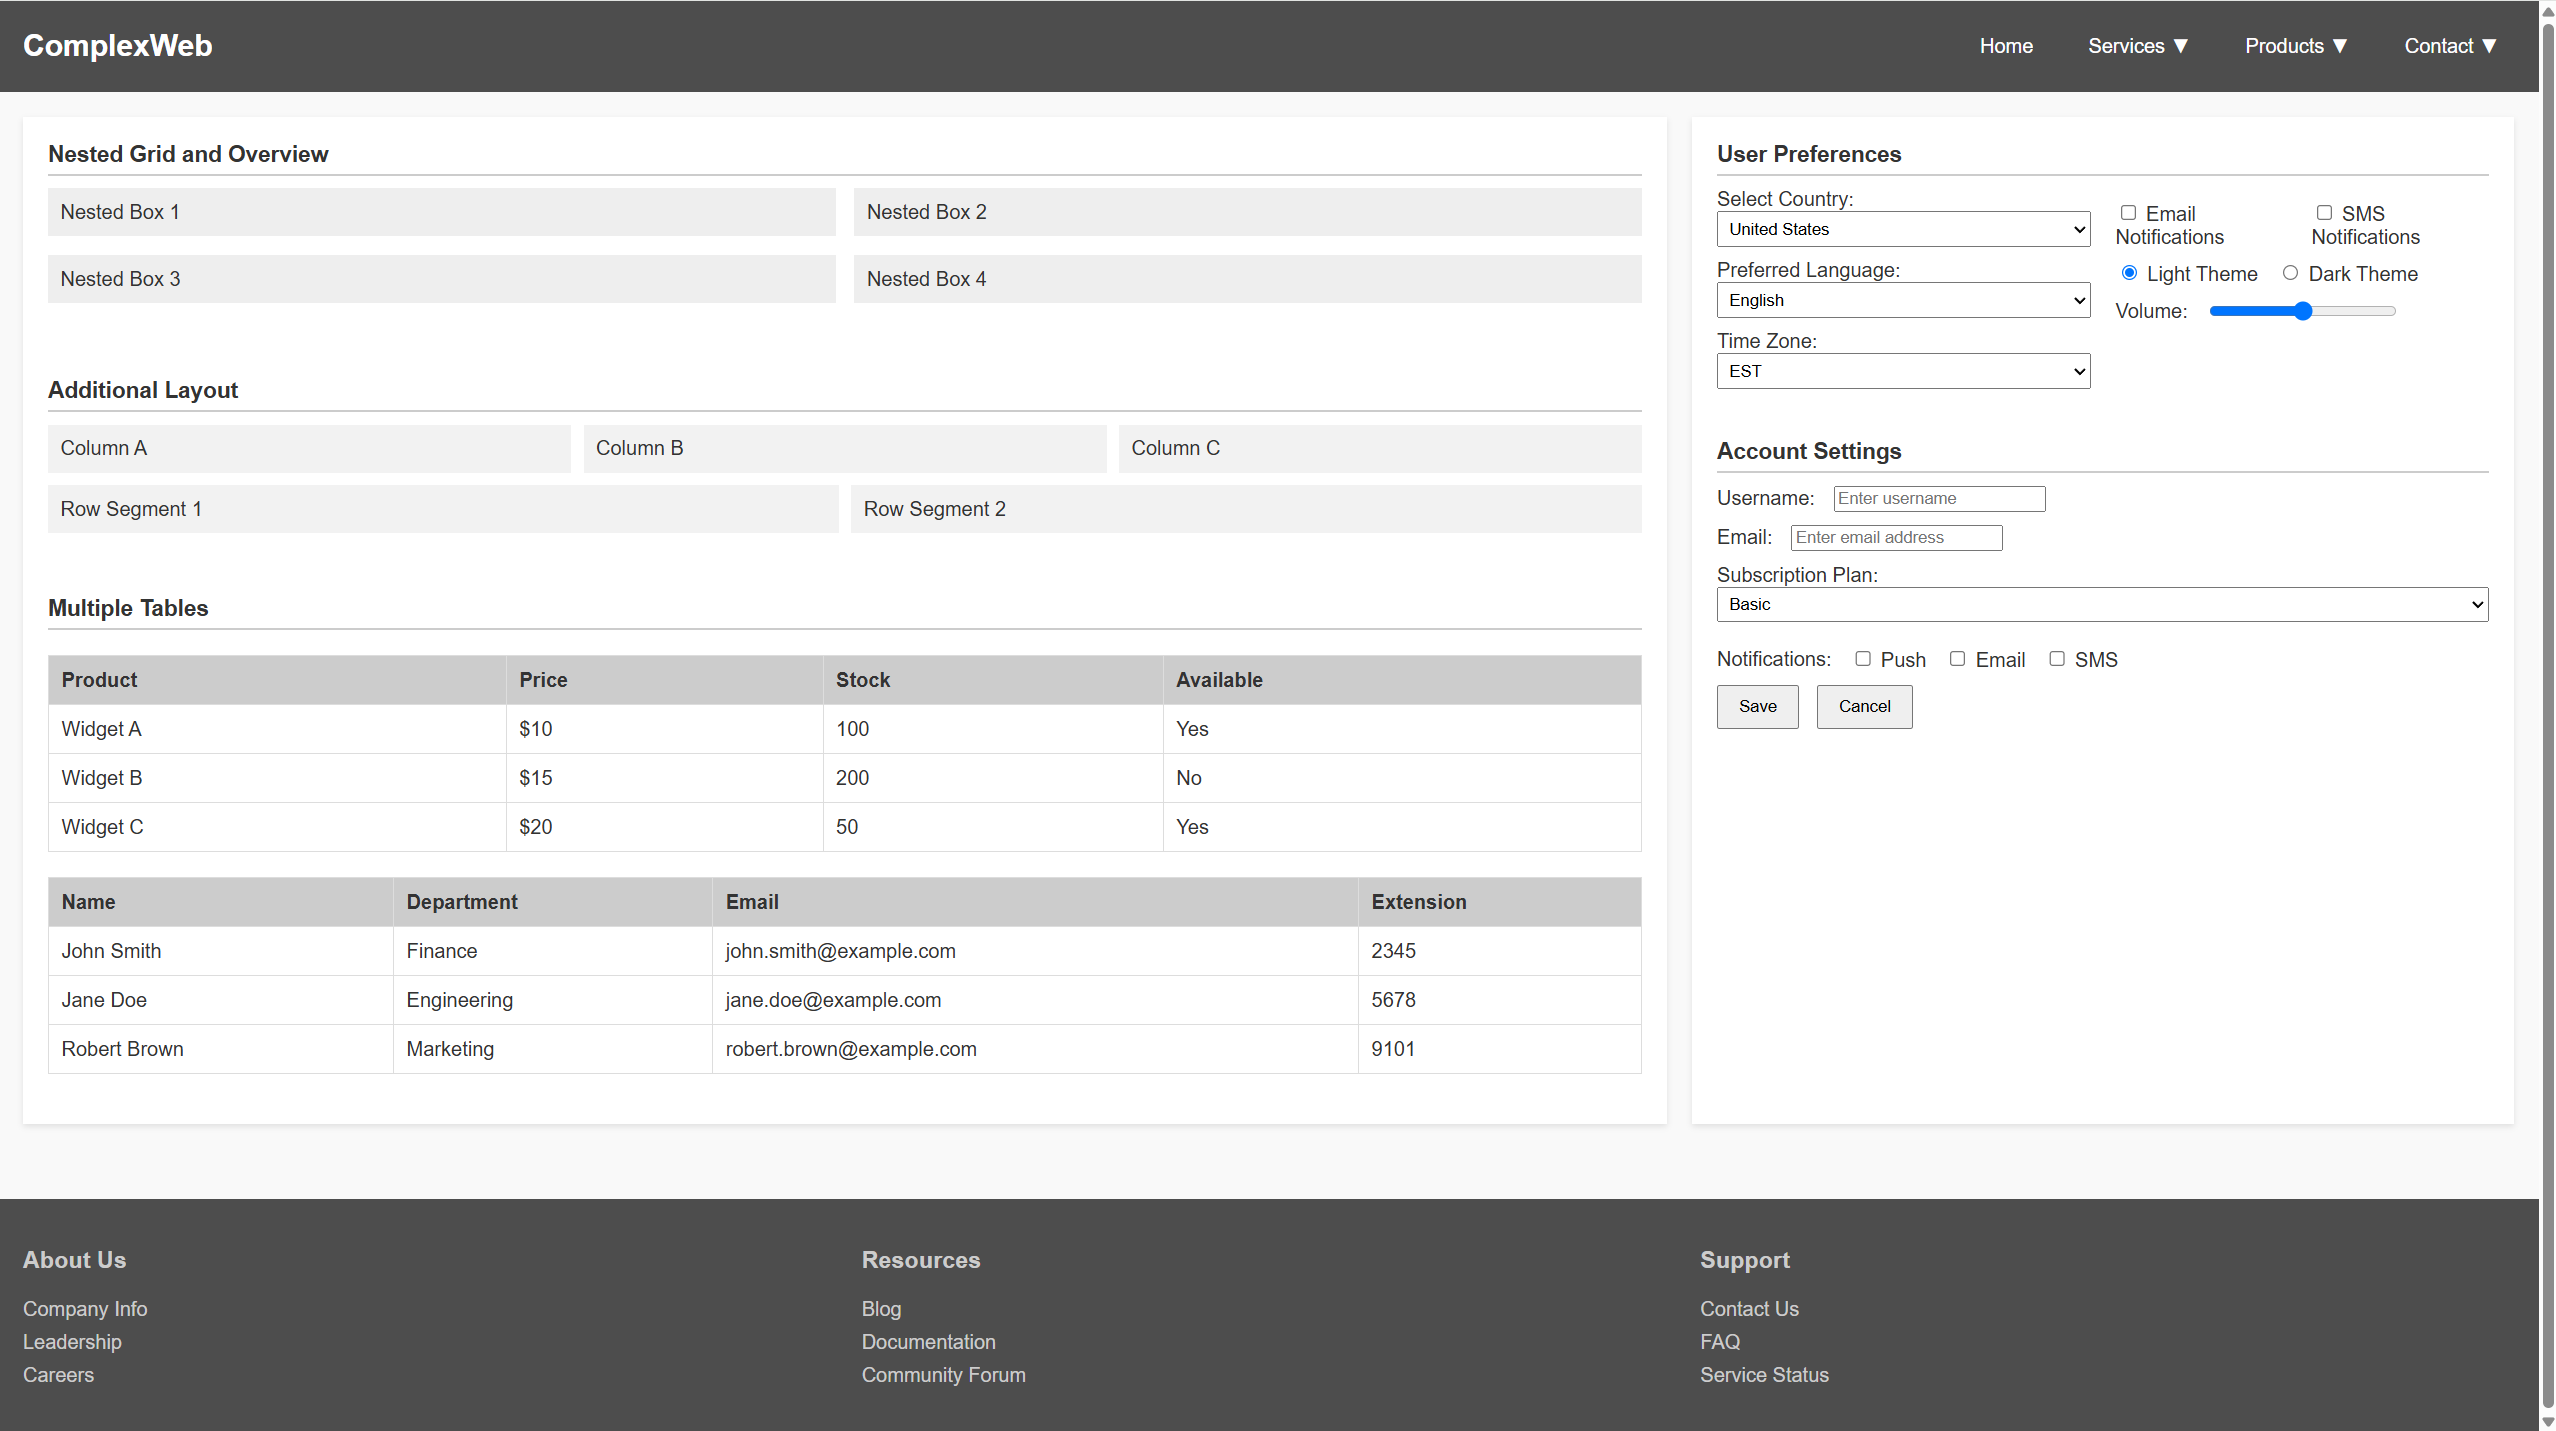 ComplexWeb
Home Services ▼ Products ▼ Contact ▼
Nested Grid and Overview
Nested Box 1 Nested Box 2
Nested Box 3 Nested Box 4
Additional Layout
Column A Column B Column C
Row Segment 1 Row Segment 2
Multiple Tables
Product Price Stock Available
Widget A $10 100 Yes
Widget B $15 200 No
Widget C $20 50 Yes
Name Department Email Extension
John Smith Finance john.smith@example.com 2345
Jane Doe Engineering jane.doe@example.com 5678
Robert Brown Marketing robert.brown@example.com 9101
User Preferences
Select Country:
United States
Preferred Language:
English
Time Zone:
EST
Email
Notifications
SMS
Notifications
Light Theme Dark Theme
Volume:
Account Settings
Username: Enter username
Email: Enter email address
Subscription Plan:
Basic
Notifications: Push Email SMS
Save Cancel
About Us
Company Info
Leadership
Careers
Resources
Blog
Documentation
Community Forum
Support
Contact Us
FAQ
Service Status